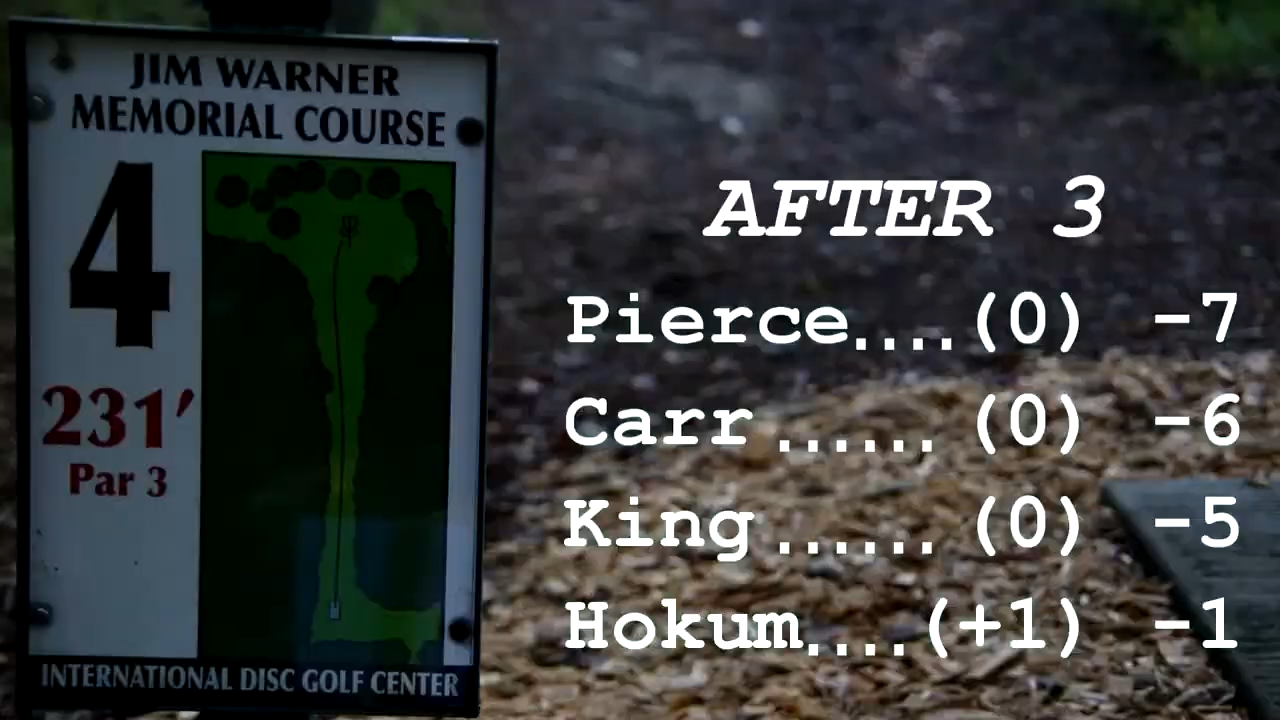 JIM WARNER
MEMORIAL COURSE
4
231'
Par 3
INTERNATIONAL DISC GOLF CENTER
AFTER 3
Pierce....(0) -7
Carr ...... (0) -6
King ...... (0) -5
Hokum....(+1) -1